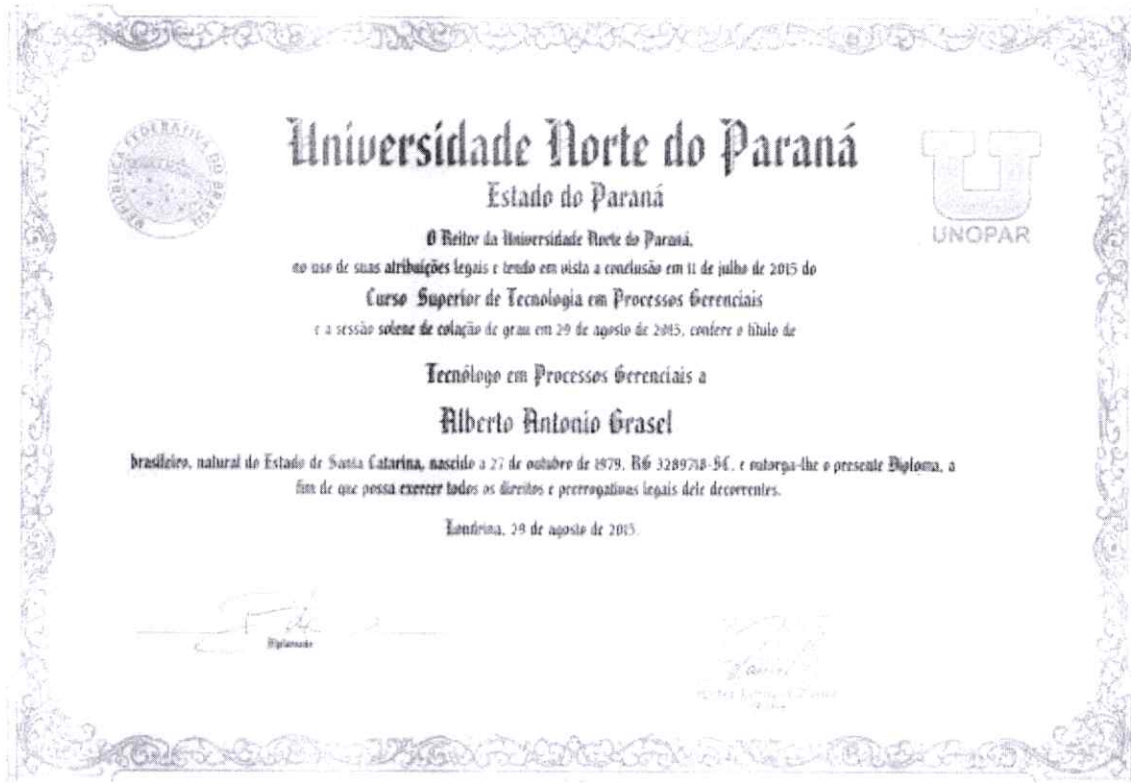 REPÚBLICA FEDERATIVA DO BRASIL
Universidade Norte do Paraná
Estado do Paraná
UNOPAR
O Reitor da Universidade Norte do Paraná,
no uso de suas atribuições legais e tendo em vista a conclusão em 11 de julho de 2015 do
Curso Superior de Tecnologia em Processos Gerenciais
e a sessão solene de colação de grau em 29 de agosto de 2015, confere o título de
Tecnólogo em Processos Gerenciais a
Alberto Antonio Grasel
brasileiro, natural do Estado de Santa Catarina, nascido a 27 de outubro de 1979, RG 3289718-SC, e outorga-lhe o presente Diploma, a
fim de que possa exercer todos os direitos e prerrogativas legais dele decorrentes.
Londrina, 29 de agosto de 2015.
Diplomado